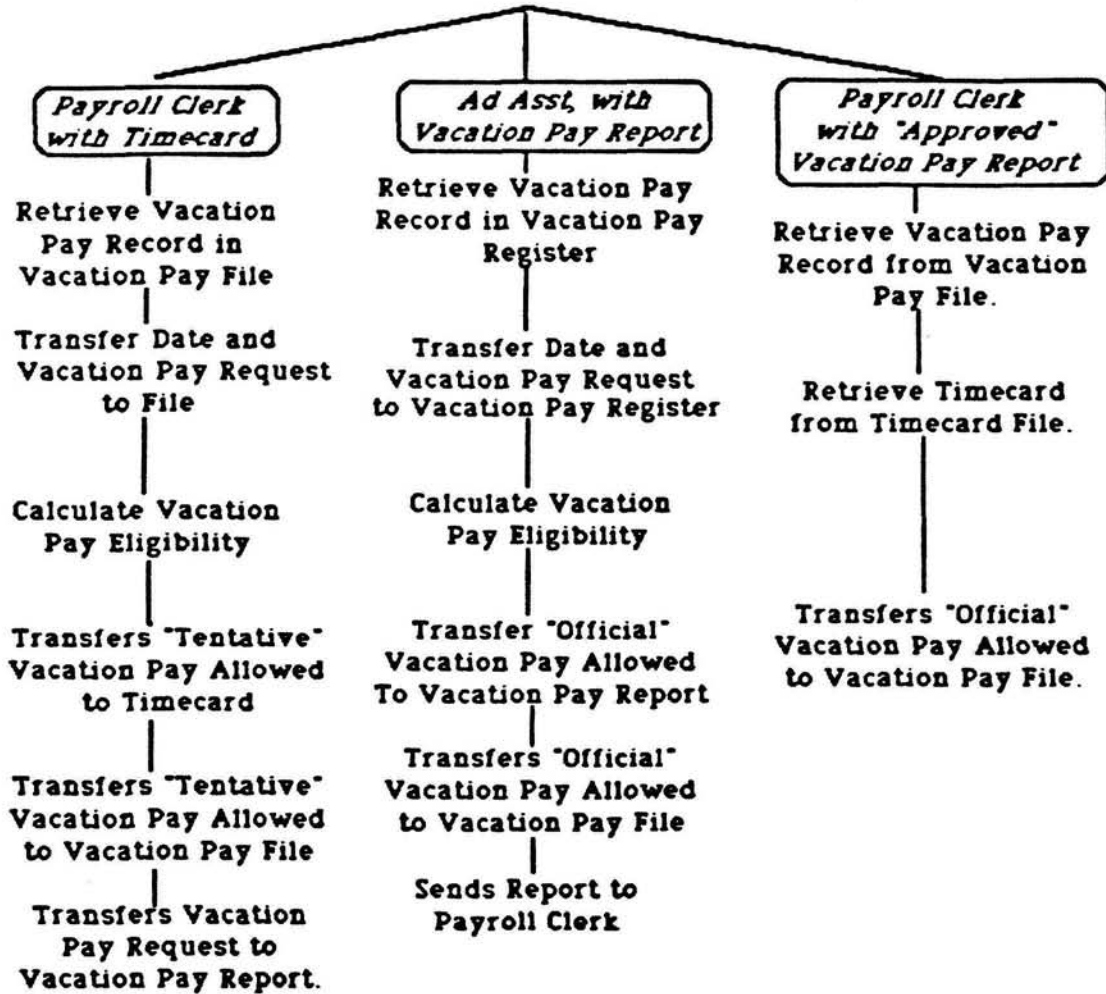 Payroll Clerk
with Timecard
Retrieve Vacation
Pay Record in
Vacation Pay File
Transfer Date and
Vacation Pay Request
to File
Calculate Vacation
Pay Eligibility
Transfers "Tentative"
Vacation Pay Allowed
to Timecard
Transfers "Tentative"
Vacation Pay Allowed
to Vacation Pay File
Transfers Vacation
Pay Request to
Vacation Pay Report.
Ad Asst, with
Vacation Pay Report
Retrieve Vacation Pay
Record in Vacation Pay
Register
Transfer Date and
Vacation Pay Request
to Vacation Pay Register
Calculate Vacation
Pay Eligibility
Transfer "Official"
Vacation Pay Allowed
To Vacation Pay Report
Transfers "Official"
Vacation Pay Allowed
to Vacation Pay File
Sends Report to
Payroll Clerk
Payroll Clerk
with "Approved"
Vacation Pay Report
Retrieve Vacation Pay
Record from Vacation
Pay File.
Retrieve Timecard
from Timecard File.
Transfers "Official"
Vacation Pay Allowed
to Vacation Pay File.